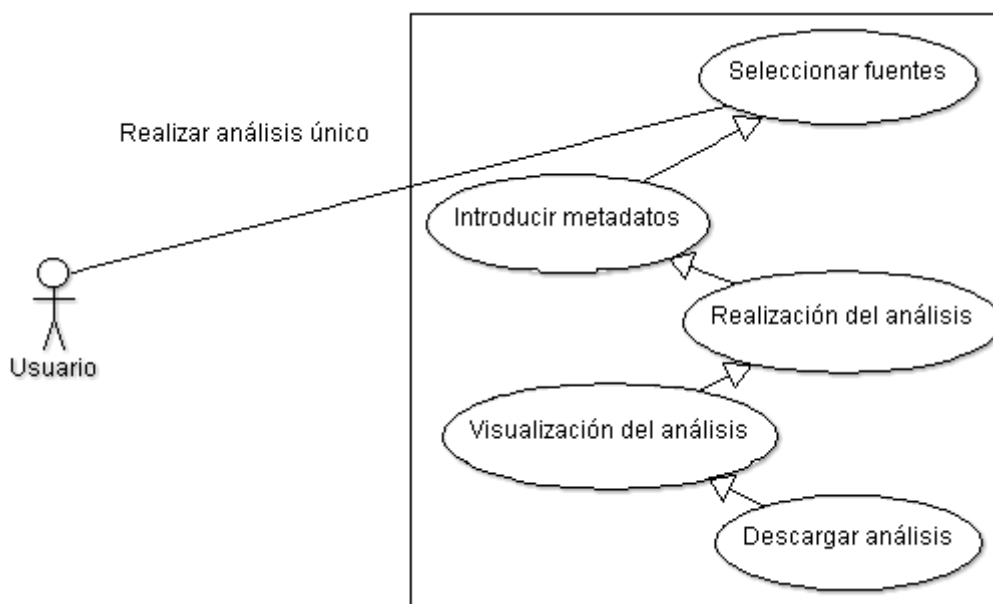 Seleccionar fuentes
Realizar análisis único
Introducir metadatos
Realización del análisis
Usuario
Visualización del análisis
Descargar análisis